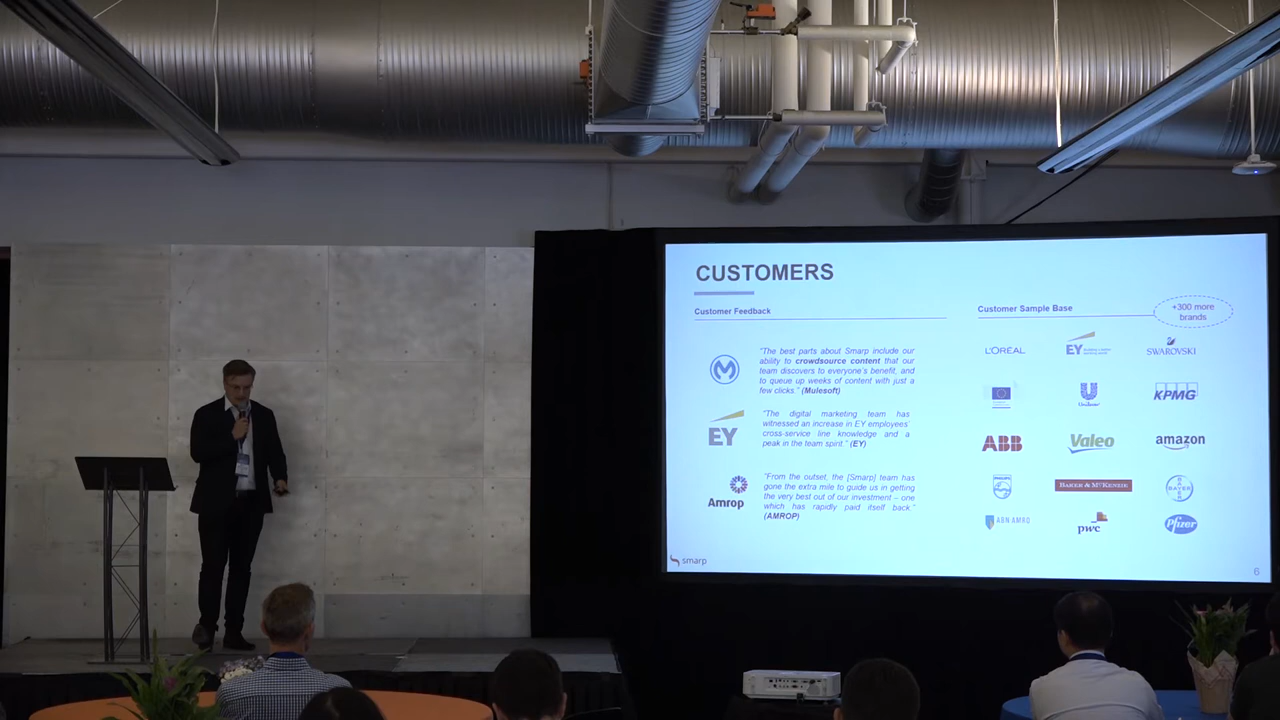 CUSTOMERS
Customer Feedback
"The best parts about Smarp include our
ability to crowdsource content that our
team discovers to everyone's benefit, and
to queue up weeks of content with just a
few clicks." (Mulesoft)
EY
"The digital marketing team has
witnessed an increase in EY employees'
cross-service line knowledge and a
peak in the team spirit." (EY)
Amrop
"From the outset, the [Smarp] team has
gone the extra mile to guide us in getting
the very best out of our investment – one
which has rapidly paid itself back."
(AMROP)
smarp
Customer Sample Base
+300 more
brands
L'ORÉAL
EY
SWAROVSKI
Unilever
KPMG
ABB
Valeo
amazon
PHILIPS
BAKER & MCKENZIE
BAYER
ABN·AMRO
pwc
Pfizer
6